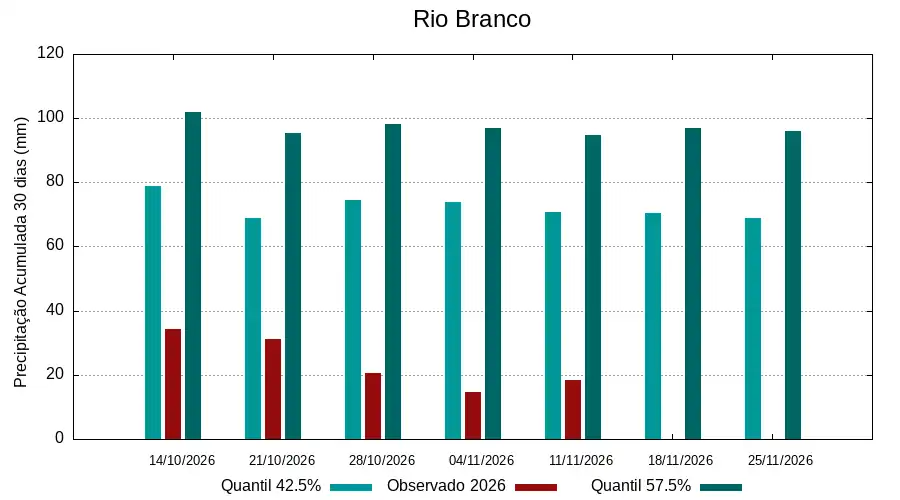 Rio Branco
Precipitação Acumulada 30 dias (mm)
120
100
80
60
40
20
0
14/10/2026 21/10/2026 28/10/2026 04/11/2026 11/11/2026 18/11/2026 25/11/2026
Quantil 42.5% Observado 2026 Quantil 57.5%